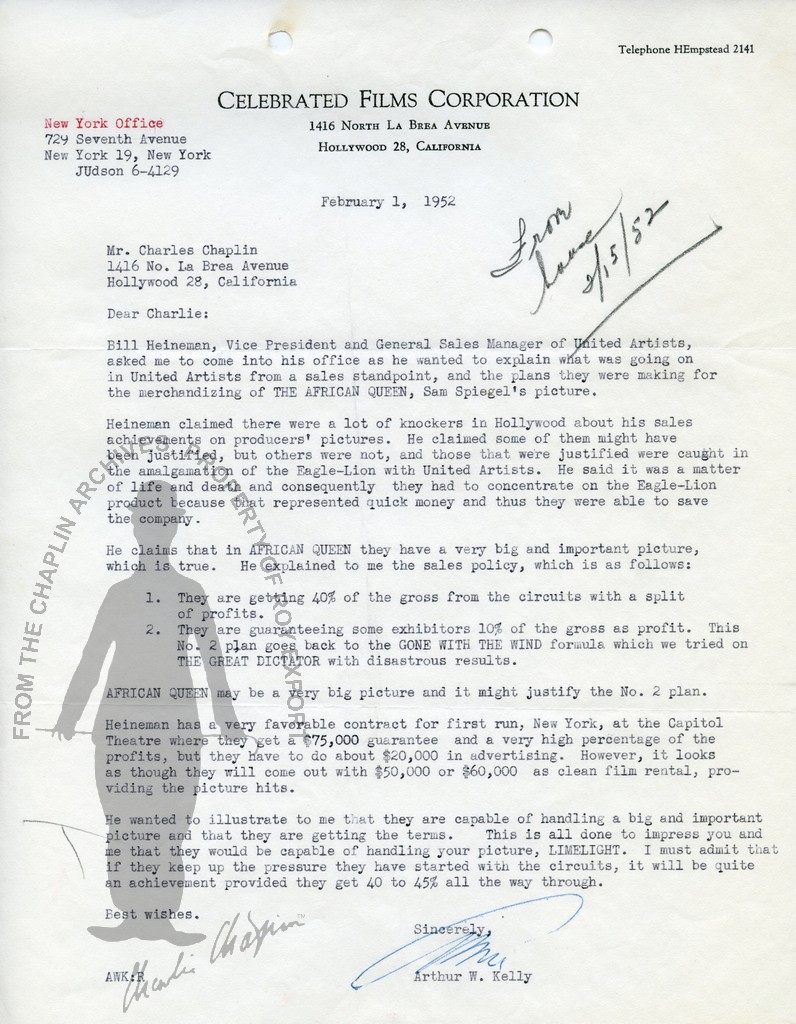 Telephone HEmpstead 2141
CELEBRATED FILMS CORPORATION
1416 NORTH LA BREA AVENUE
HOLLYWOOD 28, CALIFORNIA
New York Office
729 Seventh Avenue
New York 19, New York
JUdson 6-4129
February 1, 1952
From
house
2/15/52
Mr. Charles Chaplin
1416 No. La Brea Avenue
Hollywood 28, California
Dear Charlie:
Bill Heineman, Vice President and General Sales Manager of United Artists,
asked me to come into his office as he wanted to explain what was going on
in United Artists from a sales standpoint, and the plans they were making for
the merchandizing of THE AFRICAN QUEEN, Sam Spiegel's picture.
Heineman claimed there were a lot of knockers in Hollywood about his sales
achievements on producers' pictures. He claimed some of them might have
been justified, but others were not, and those that were justified were caught in
the amalgamation of the Eagle-Lion with United Artists. He said it was a matter
of life and death and consequently they had to concentrate on the Eagle-Lion
product because that represented quick money and thus they were able to save
the company.
He claims that in AFRICAN QUEEN they have a very big and important picture,
which is true. He explained to me the sales policy, which is as follows:
1. They are getting 40% of the gross from the circuits with a split
of profits.
2. They are guaranteeing some exhibitors 10% of the gross as profit. This
No. 2 plan goes back to the GONE WITH THE WIND formula which we tried on
THE GREAT DICTATOR with disastrous results.
AFRICAN QUEEN may be a very big picture and it might justify the No. 2 plan.
Heineman has a very favorable contract for first run, New York, at the Capitol
Theatre where they get a $75,000 guarantee and a very high percentage of the
profits, but they have to do about $20,000 in advertising. However, it looks
as though they will come out with $50,000 or $60,000 as clean film rental, pro-
viding the picture hits.
He wanted to illustrate to me that they are capable of handling a big and important
picture and that they are getting the terms. This is all done to impress you and
me that they would be capable of handling your picture, LIMELIGHT. I must admit that
if they keep up the pressure they have started with the circuits, it will be quite
an achievement provided they get 40 to 45% all the way through.
Best wishes.
Sincerely,
AWK:R
Arthur W. Kelly
FROM THE CHAPLIN ARCHIVES, PROPERTY OF ROY EXPORT
Charlie Chaplin